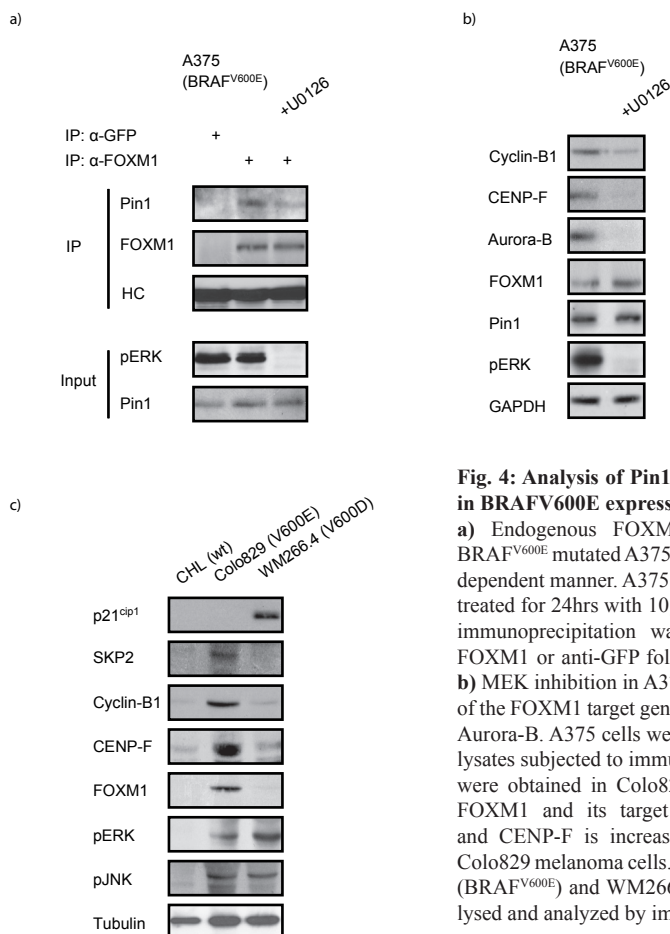 a)
A375
(BRAFV600E)
+U0126
IP: α-GFP +
IP: α-FOXM1 + +
IP
Pin1
FOXM1
HC
Input
pERK
Pin1
b)
A375
(BRAFV600E)
+U0126
Cyclin-B1
CENP-F
Aurora-B
FOXM1
Pin1
pERK
GAPDH
c)
CHL (wt)
Colo829 (V600E)
WM266.4 (V600D)
p21cip1
SKP2
Cyclin-B1
CENP-F
FOXM1
pERK
pJNK
Tubulin
Fig. 4: Analysis of Pin1
in BRAFV600E express
a) Endogenous FOXM
BRAFV600E mutated A375
dependent manner. A375
treated for 24hrs with 10
immunoprecipitation wa
FOXM1 or anti-GFP fol
b) MEK inhibition in A3
of the FOXM1 target gen
Aurora-B. A375 cells we
lysates subjected to immu
were obtained in Colo82
FOXM1 and its target
and CENP-F is increas
Colo829 melanoma cells.
(BRAFV600E) and WM266
lysed and analyzed by im